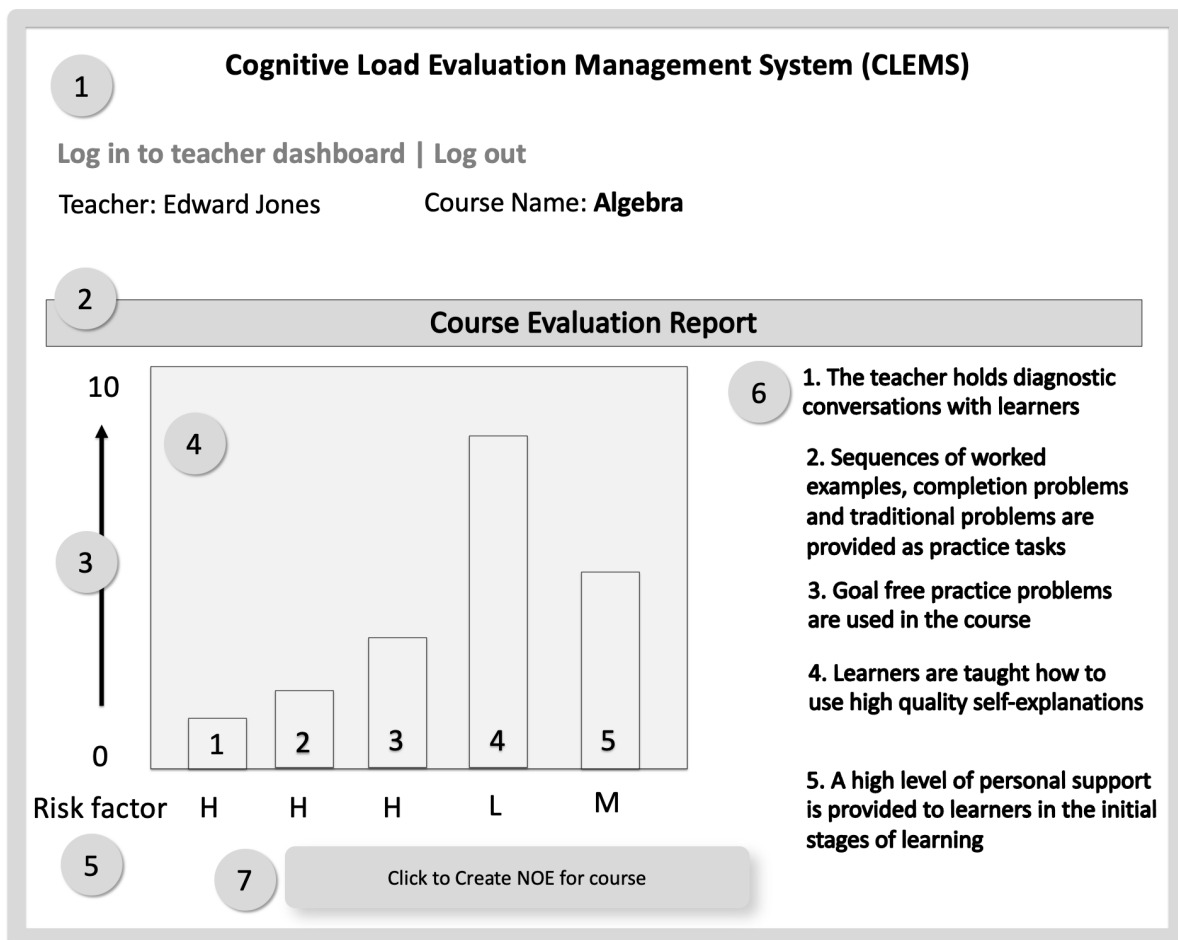 Cognitive Load Evaluation Management System (CLEMS)
1
Log in to teacher dashboard | Log out
Teacher: Edward Jones Course Name: Algebra
2
Course Evaluation Report
10
4
3
0
1 2 3 4 5
Risk factor H H H L M
5
7
Click to Create NOE for course
6
1. The teacher holds diagnostic
conversations with learners
2. Sequences of worked
examples, completion problems
and traditional problems are
provided as practice tasks
3. Goal free practice problems
are used in the course
4. Learners are taught how to
use high quality self-explanations
5. A high level of personal support
is provided to learners in the initial
stages of learning